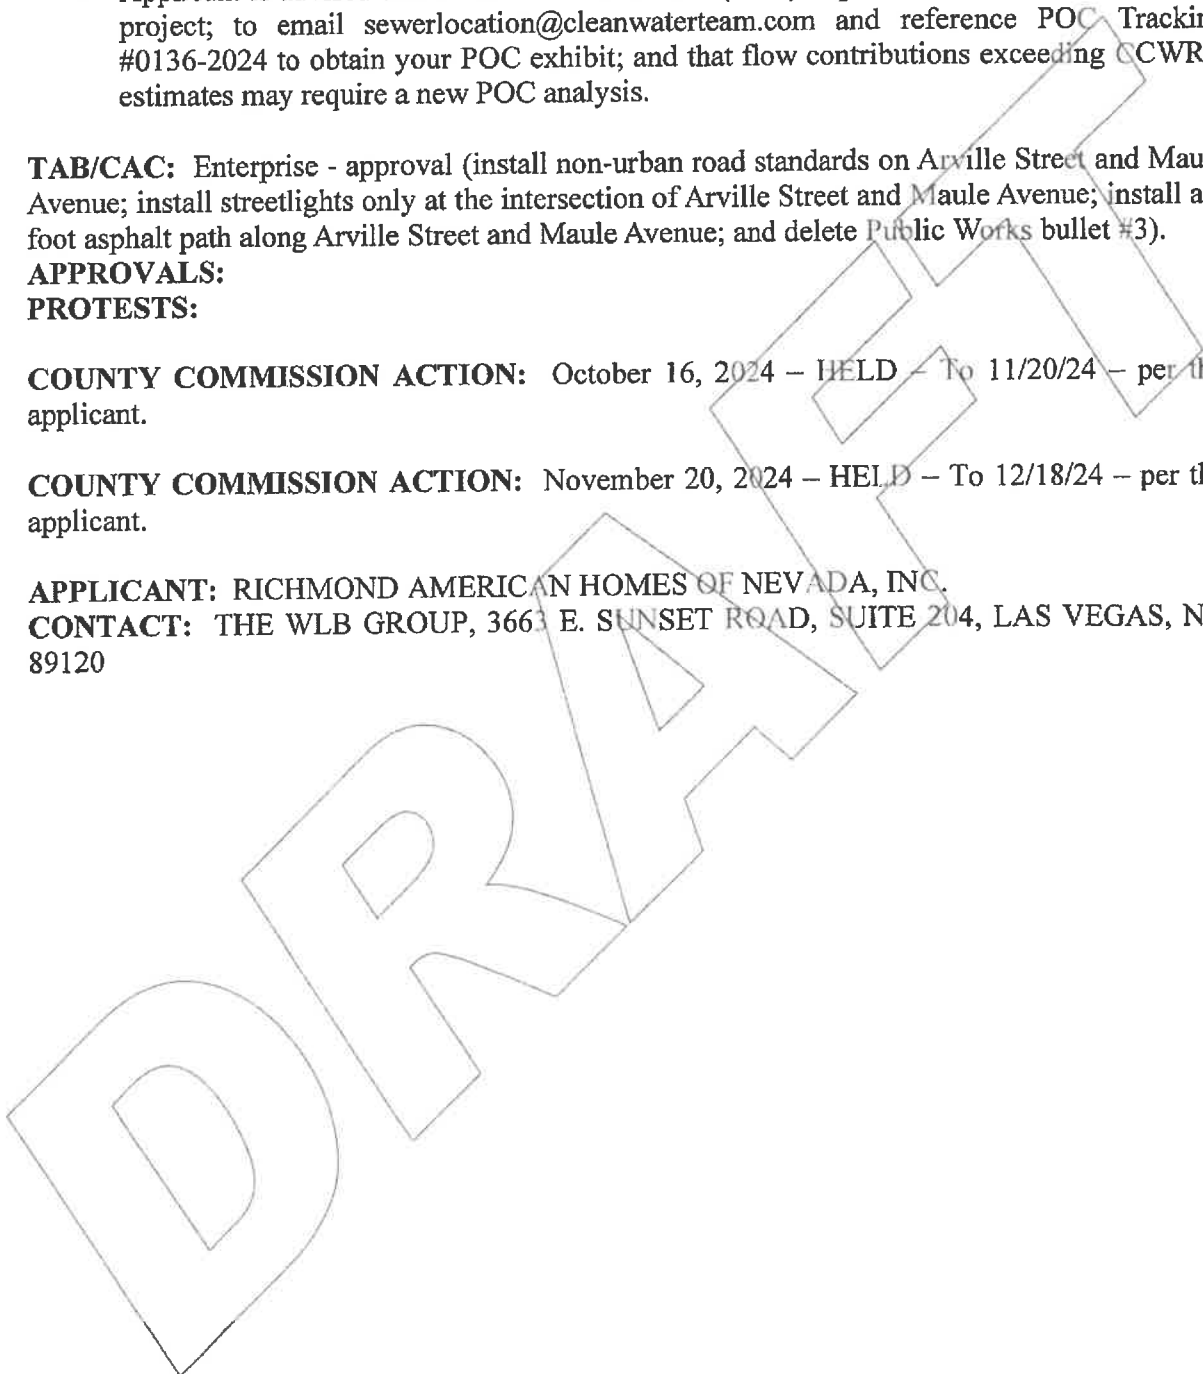 project; to email sewerlocation@cleanwaterteam.com and reference POC Trackin
#0136-2024 to obtain your POC exhibit; and that flow contributions exceeding CCWR
estimates may require a new POC analysis.
TAB/CAC: Enterprise - approval (install non-urban road standards on Arville Street and Mau
Avenue; install streetlights only at the intersection of Arville Street and Maule Avenue; install a
foot asphalt path along Arville Street and Maule Avenue; and delete Public Works bullet #3).
APPROVALS:
PROTESTS:
COUNTY COMMISSION ACTION: October 16, 2024 – HELD – To 11/20/24 – per th
applicant.
COUNTY COMMISSION ACTION: November 20, 2024 – HELD – To 12/18/24 – per th
applicant.
APPLICANT: RICHMOND AMERICAN HOMES OF NEVADA, INC.
CONTACT: THE WLB GROUP, 3663 E. SUNSET ROAD, SUITE 204, LAS VEGAS, N
89120
DRAFT